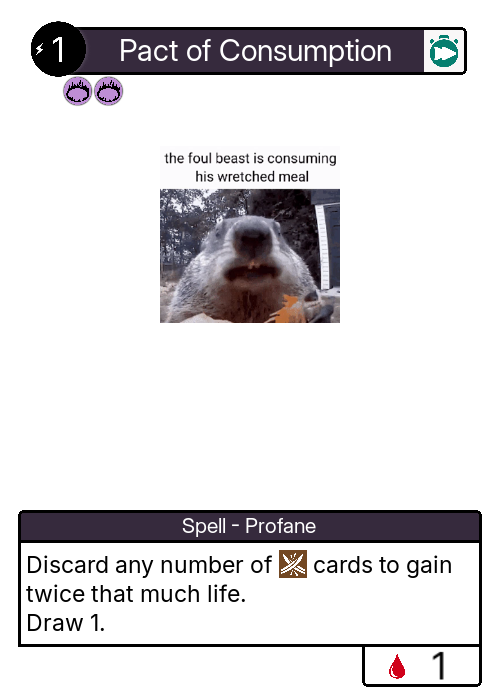 1
Pact of Consumption
the foul beast is consuming
his wretched meal
Spell - Profane
Discard any number of cards to gain
twice that much life.
Draw 1.
1